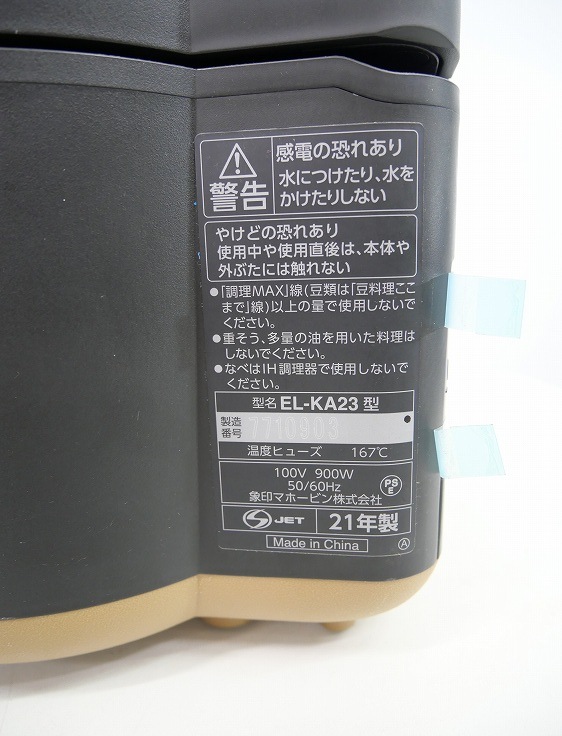 感電の恐れあり
警告
水につけたり、水を
かけたりしない
やけどの恐れあり
使用中や使用直後は、本体や
外ぶたには触れない
●「調理MAX」線(豆類は「豆料理ここ
まで」線)以上の量で使用しないで
ください。
●重そう、多量の油を用いた料理は
しないでください。
●なべはIH調理器で使用しないで
ください。
型名 EL-KA23 型
製造
番号
温度ヒューズ 167℃
100V 900W
50/60Hz
PS
E
象印マホービン株式会社
JET 21年製
Made in China Ⓐ